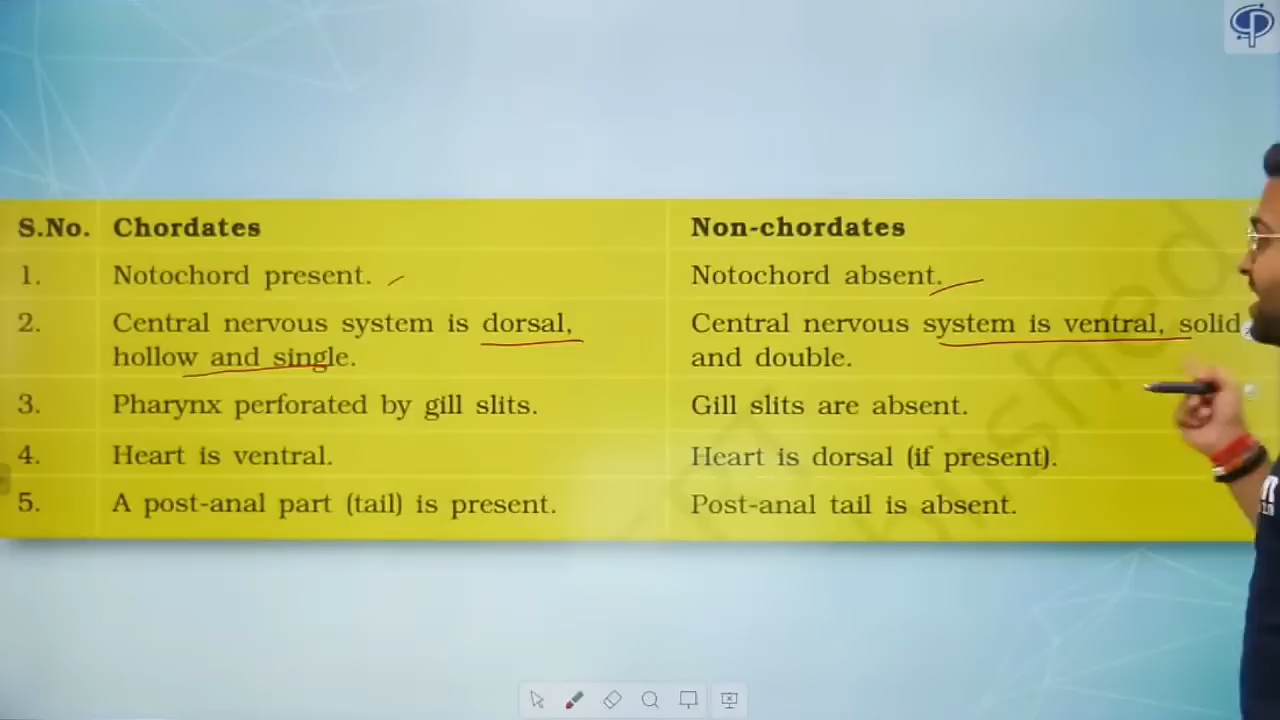 S.No. Chordates Non-chordates
1. Notochord present. Notochord absent.
2. Central nervous system is dorsal, Central nervous system is ventral, solid
hollow and single. and double.
3. Pharynx perforated by gill slits. Gill slits are absent.
4. Heart is ventral. Heart is dorsal (if present).
5. A post-anal part (tail) is present. Post-anal tail is absent.